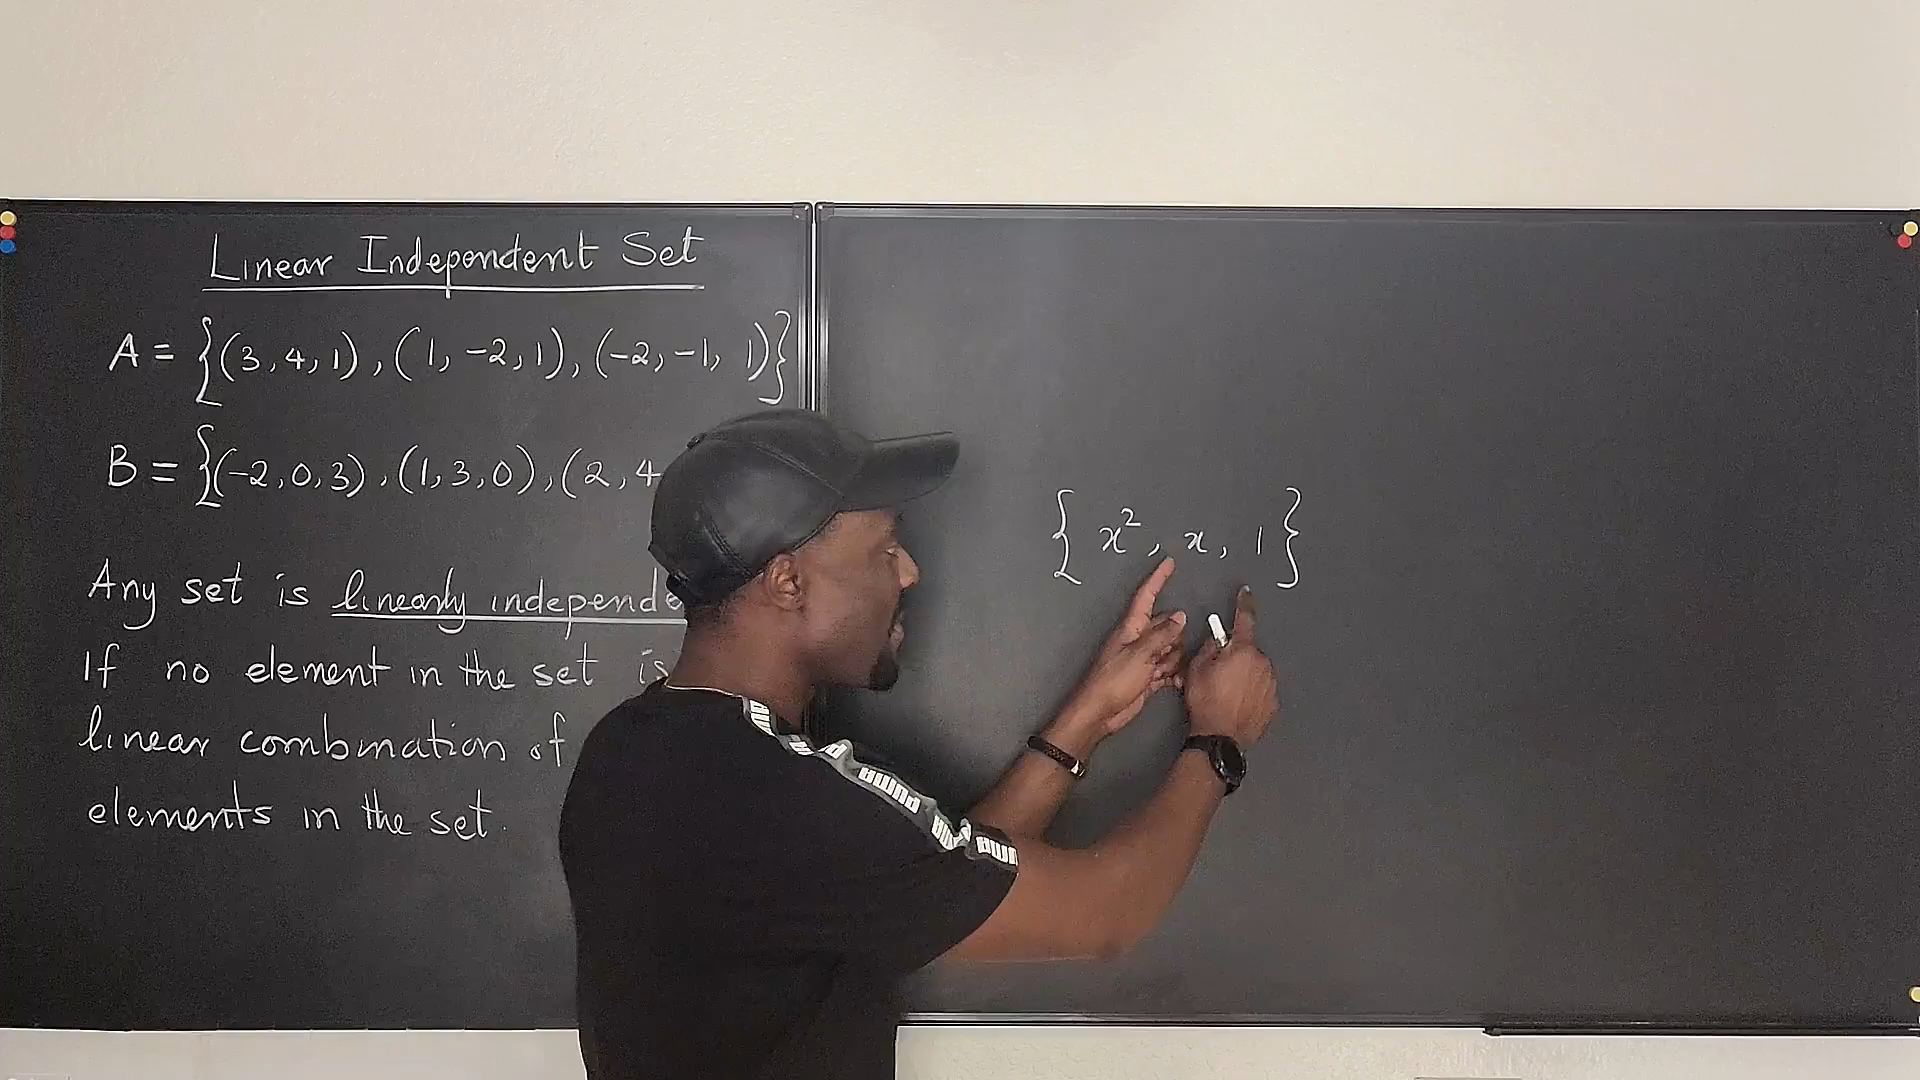 Linear Independent Set
A = {(3, 4, 1), (1, -2, 1), (-2, -1, 1)}
B = {(-2, 0, 3), (1, 3, 0), (2, 4
{ x², x, 1 }
Any set is linearly independe
If no element in the set is
linear combination of
elements in the set.
PUMA